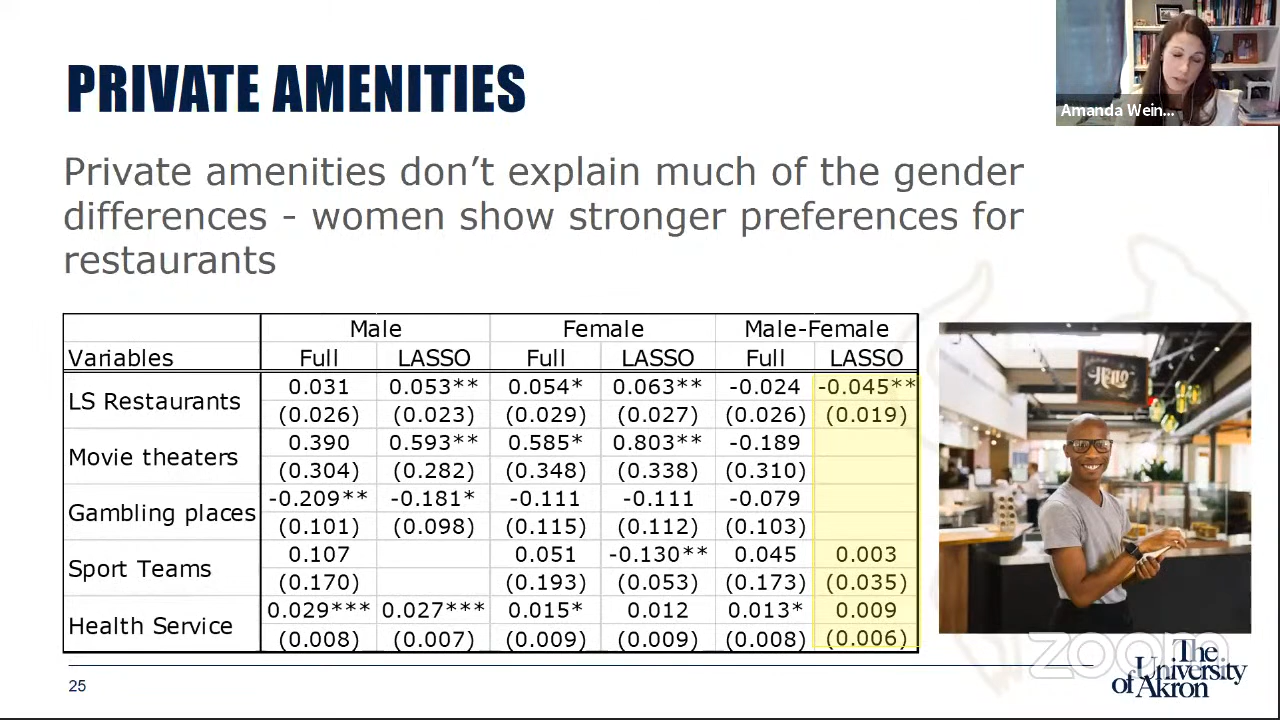 PRIVATE AMENITIES
Amanda Wein...
Private amenities don’t explain much of the gender
differences - women show stronger preferences for
restaurants
Male Female Male-Female
Variables Full LASSO Full LASSO Full LASSO
LS Restaurants 0.031 0.053** 0.054* 0.063** -0.024 -0.045**
(0.026) (0.023) (0.029) (0.027) (0.026) (0.019)
Movie theaters 0.390 0.593** 0.585* 0.803** -0.189
(0.304) (0.282) (0.348) (0.338) (0.310)
Gambling places -0.209** -0.181* -0.111 -0.111 -0.079
(0.101) (0.098) (0.115) (0.112) (0.103)
Sport Teams 0.107 0.051 -0.130** 0.045 0.003
(0.170) (0.193) (0.053) (0.173) (0.035)
Health Service 0.029*** 0.027*** 0.015* 0.012 0.013* 0.009
(0.008) (0.007) (0.009) (0.009) (0.008) (0.006)
HELLO
zoom
25
The
University
of Akron